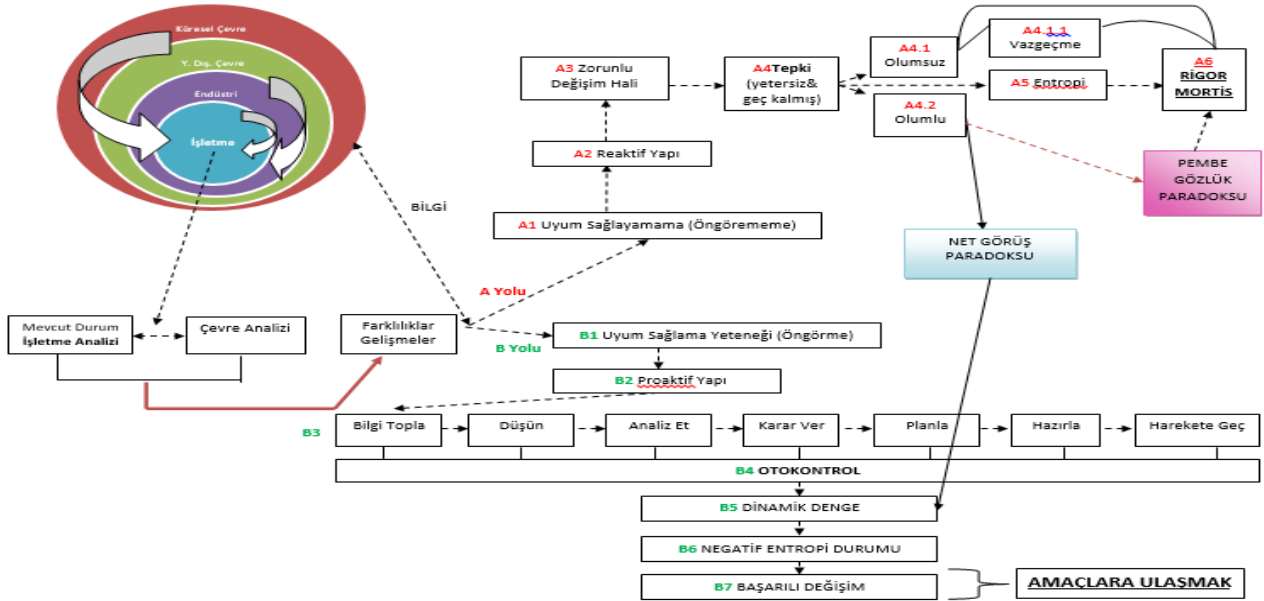 Küresel Çevre
Y. Dış. Çevre
Endüstri
İşletme
BİLGİ
Mevcut Durum
İşletme Analizi
Çevre Analizi
Farklılıklar
Gelişmeler
A Yolu
B Yolu
A1 Uyum Sağlayamama (Öngörememe)
A2 Reaktif Yapı
A3 Zorunlu
Değişim Hali
A4Tepki
(yetersiz&
geç kalmış)
A4.1
Olumsuz
A4.1.1
Vazgeçme
A4.2
Olumlu
A5 Entropi
A6
RİGOR
MORTİS
PEMBE
GÖZLÜK
PARADOKSU
NET GÖRÜŞ
PARADOKSU
B1 Uyum Sağlama Yeteneği (Öngörme)
B2 Proaktif Yapı
B3
Bilgi Topla
Düşün
Analiz Et
Karar Ver
Planla
Hazırla
Harekete Geç
B4 OTOKONTROL
B5 DİNAMİK DENGE
B6 NEGATİF ENTROPİ DURUMU
B7 BAŞARILI DEĞİŞİM
AMAÇLARA ULAŞMAK